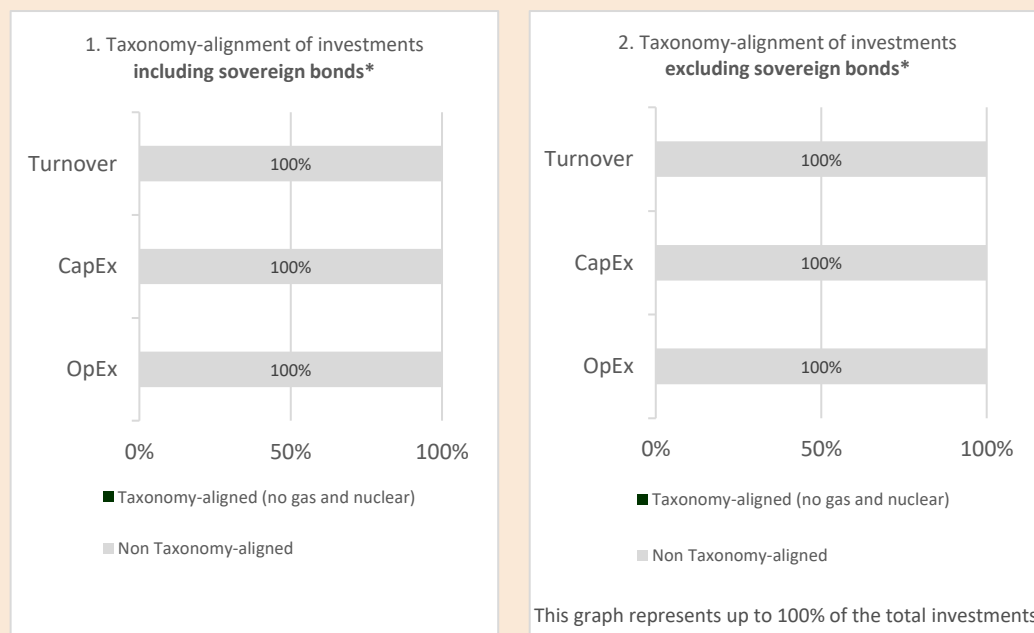 1. Taxonomy-alignment of investments
including sovereign bonds*
Turnover
100%
CapEx
100%
OpEx
100%
0%
50%
100%
Taxonomy-aligned (no gas and nuclear)
Non Taxonomy-aligned
2. Taxonomy-alignment of investments
excluding sovereign bonds*
Turnover
100%
CapEx
100%
OpEx
100%
0%
50%
100%
Taxonomy-aligned (no gas and nuclear)
Non Taxonomy-aligned
This graph represents up to 100% of the total investments